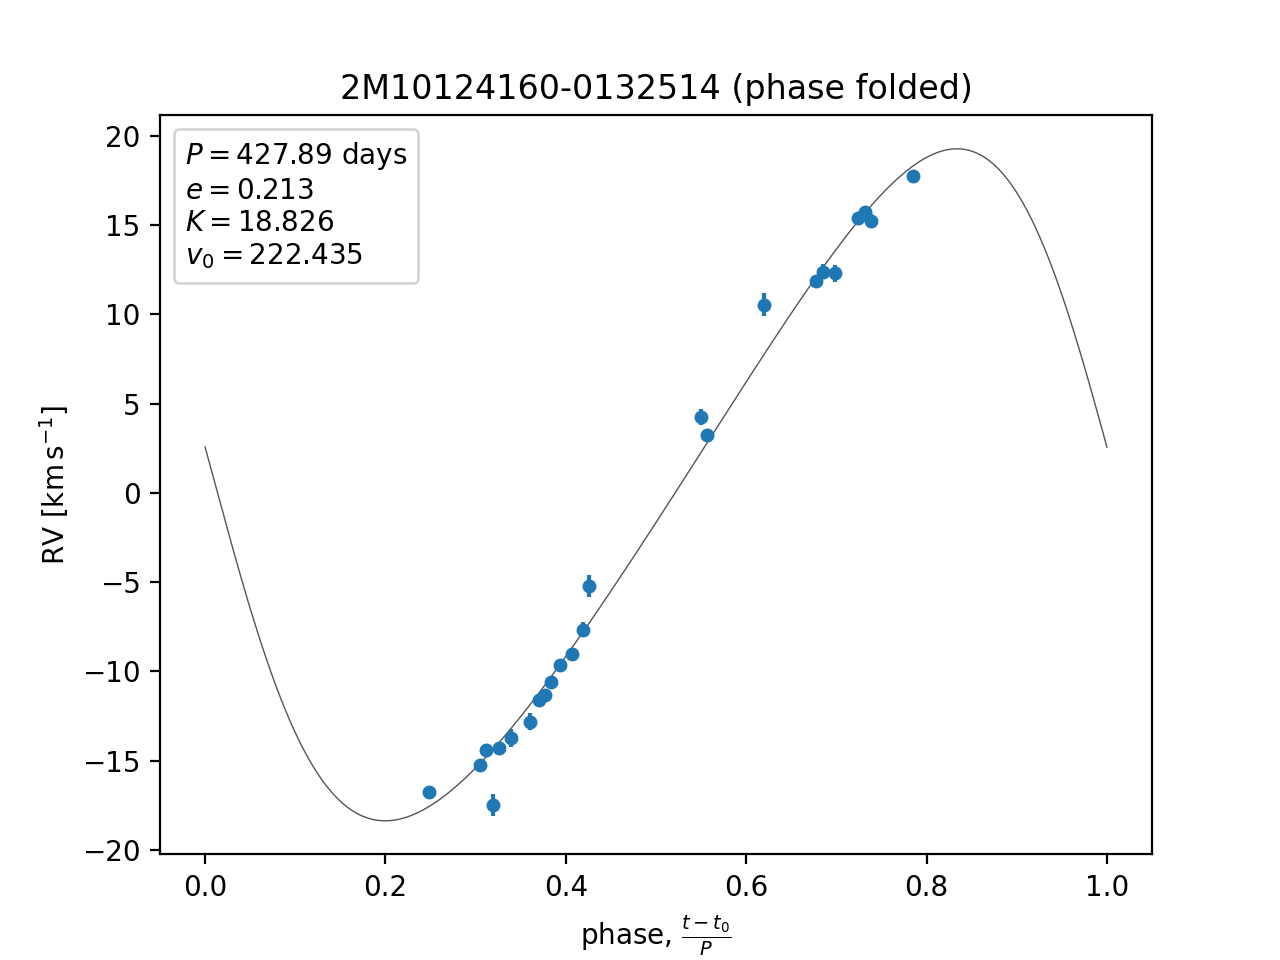 2M10124160-0132514 (phase folded)
P = 427.89 days
e = 0.213
K = 18.826
v₀ = 222.435
20
15
10
5
0
−5
−10
−15
−20
RV [km s⁻¹]
0.0 0.2 0.4 0.6 0.8 1.0
phase, (t − t₀)/P